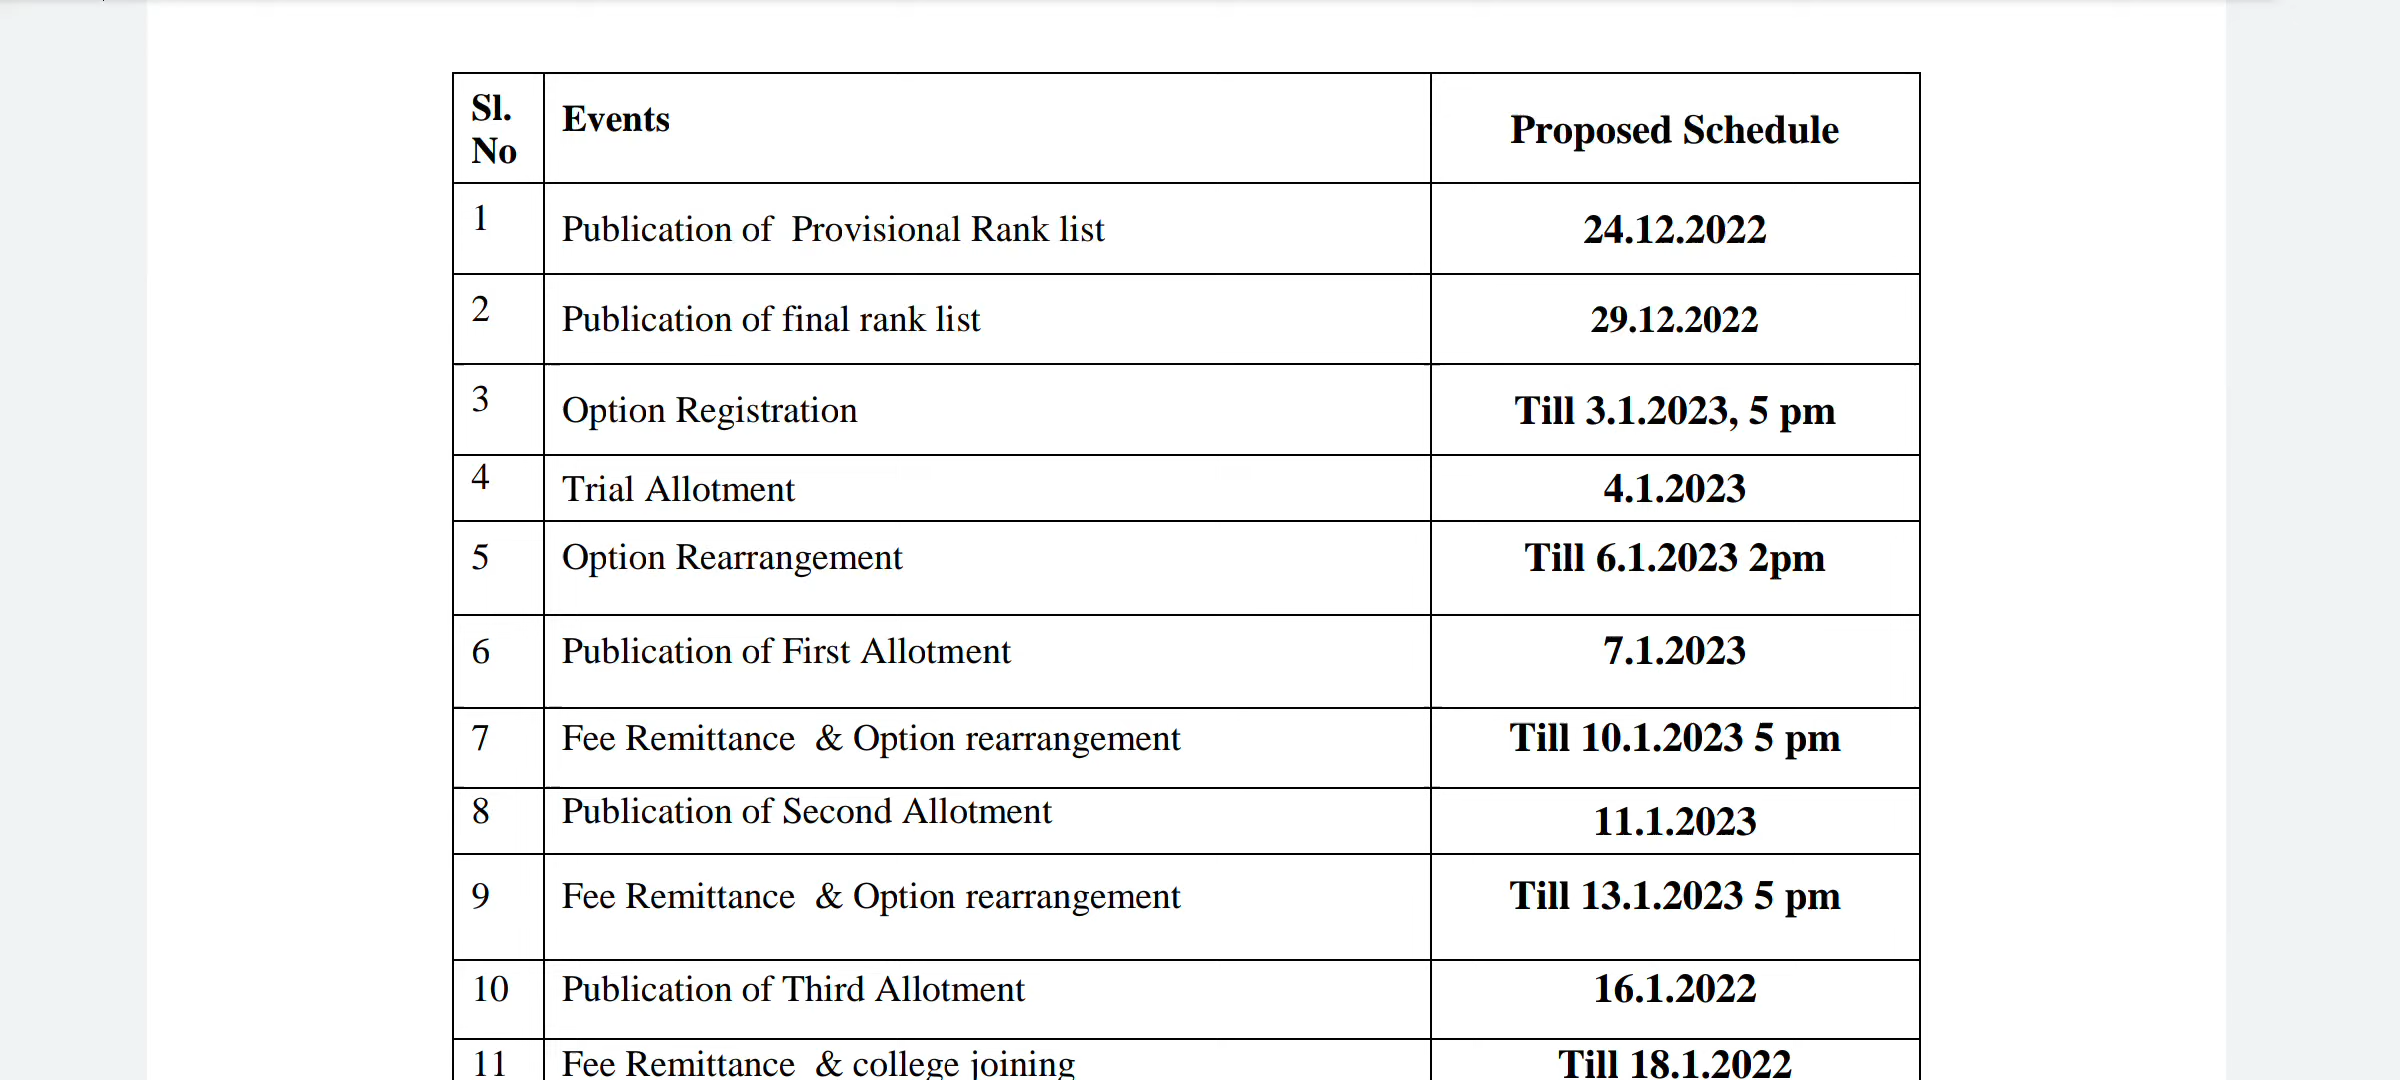 Sl. No Events Proposed Schedule
1 Publication of Provisional Rank list 24.12.2022
2 Publication of final rank list 29.12.2022
3 Option Registration Till 3.1.2023, 5 pm
4 Trial Allotment 4.1.2023
5 Option Rearrangement Till 6.1.2023 2pm
6 Publication of First Allotment 7.1.2023
7 Fee Remittance & Option rearrangement Till 10.1.2023 5 pm
8 Publication of Second Allotment 11.1.2023
9 Fee Remittance & Option rearrangement Till 13.1.2023 5 pm
10 Publication of Third Allotment 16.1.2022
11 Fee Remittance & college joining Till 18.1.2022